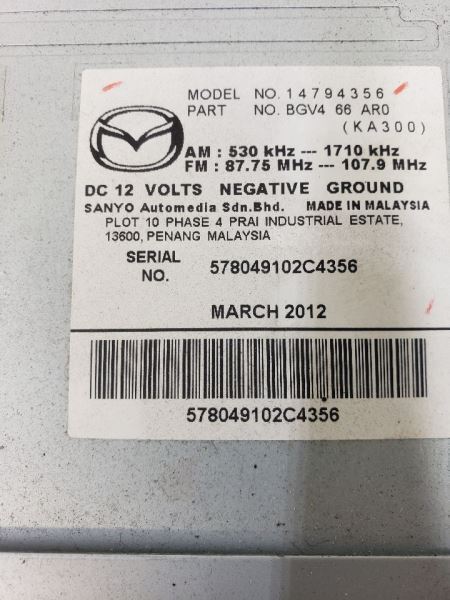 MODEL NO. 14794356
PART NO. BGV4 66 AR0
(KA300)
AM : 530 kHz --- 1710 kHz
FM : 87.75 MHz --- 107.9 MHz
DC 12 VOLTS NEGATIVE GROUND
SANYO Automedia Sdn.Bhd. MADE IN MALAYSIA
PLOT 10 PHASE 4 PRAI INDUSTRIAL ESTATE,
13600, PENANG MALAYSIA
SERIAL NO. 578049102C4356
MARCH 2012
578049102C4356